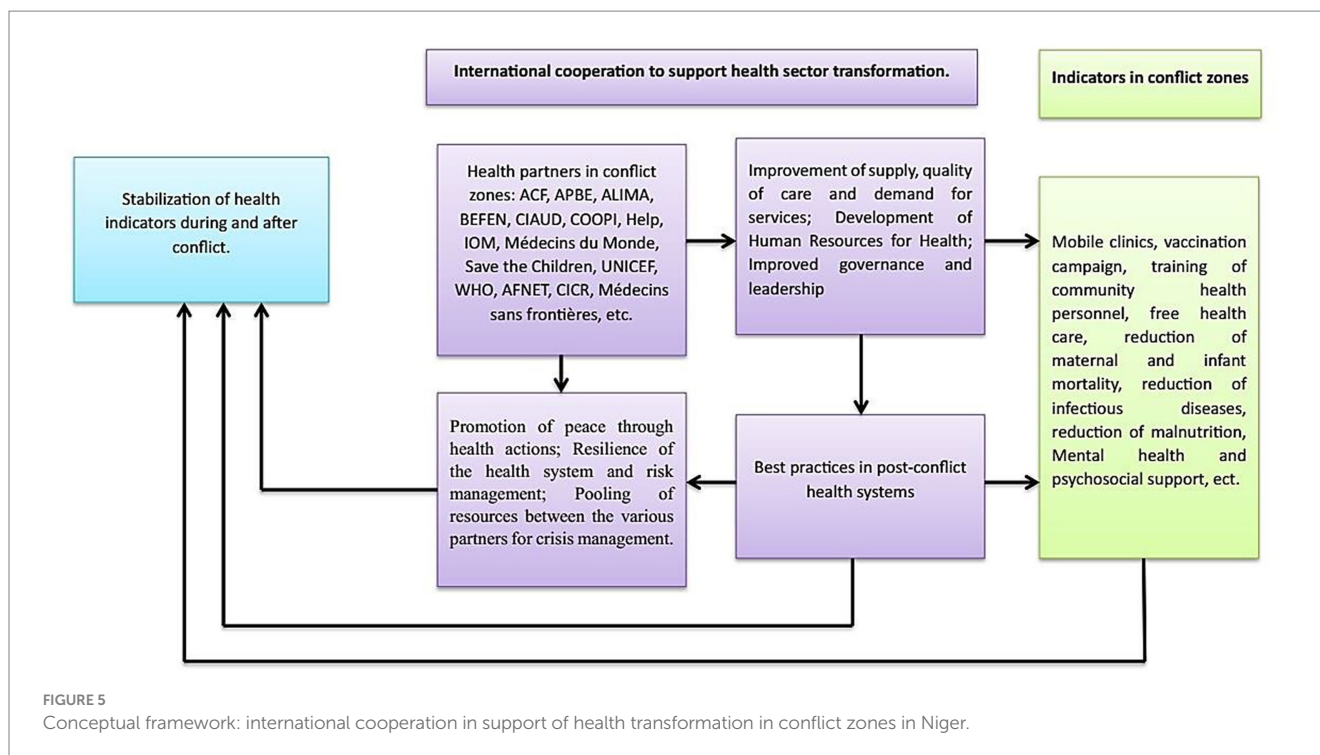 International cooperation to support health sector transformation.
Indicators in conflict zones
Stabilization of health
indicators during and after
conflict.
Health partners in conflict
zones: ACF, APBE, ALIMA,
BEFEN, CIAUD, COOPI, Help,
IOM, Médecins du Monde,
Save the Children, UNICEF,
WHO, AFNET, CICR, Médecins
sans frontières, etc.
Improvement of supply, quality
of care and demand for
services; Development of
Human Resources for Health;
Improved governance and
leadership
Mobile clinics, vaccination
campaign, training of
community health
personnel, free health
care, reduction of
maternal and infant
mortality, reduction of
infectious diseases,
reduction of malnutrition,
Mental health and
psychosocial support, ect.
Promotion of peace through
health actions; Resilience of
the health system and risk
management; Pooling of
resources between the various
partners for crisis management.
Best practices in post-conflict
health systems
FIGURE 5
Conceptual framework: international cooperation in support of health transformation in conflict zones in Niger.